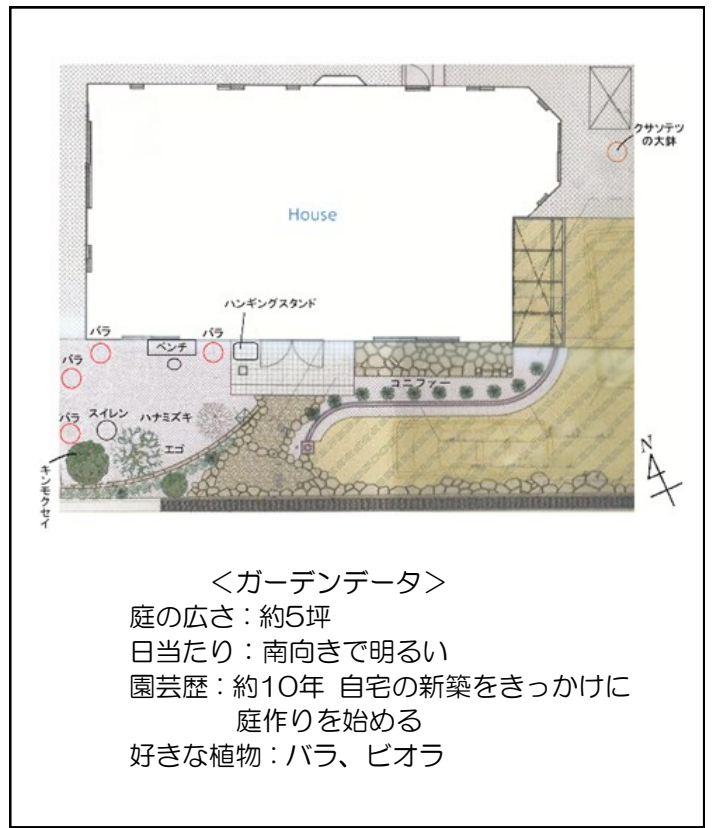 クサソテツ
の大鉢
House
ハンギングスタンド
バラ
ベンチ
バラ
バラ
コニファー
バラ
スイレン
ハナミズキ
エゴ
キンモクセイ
N
4
<ガーデンデータ>
庭の広さ:約5坪
日当たり:南向きで明るい
園芸歴:約10年 自宅の新築をきっかけに
庭作りを始める
好きな植物:バラ、ビオラ